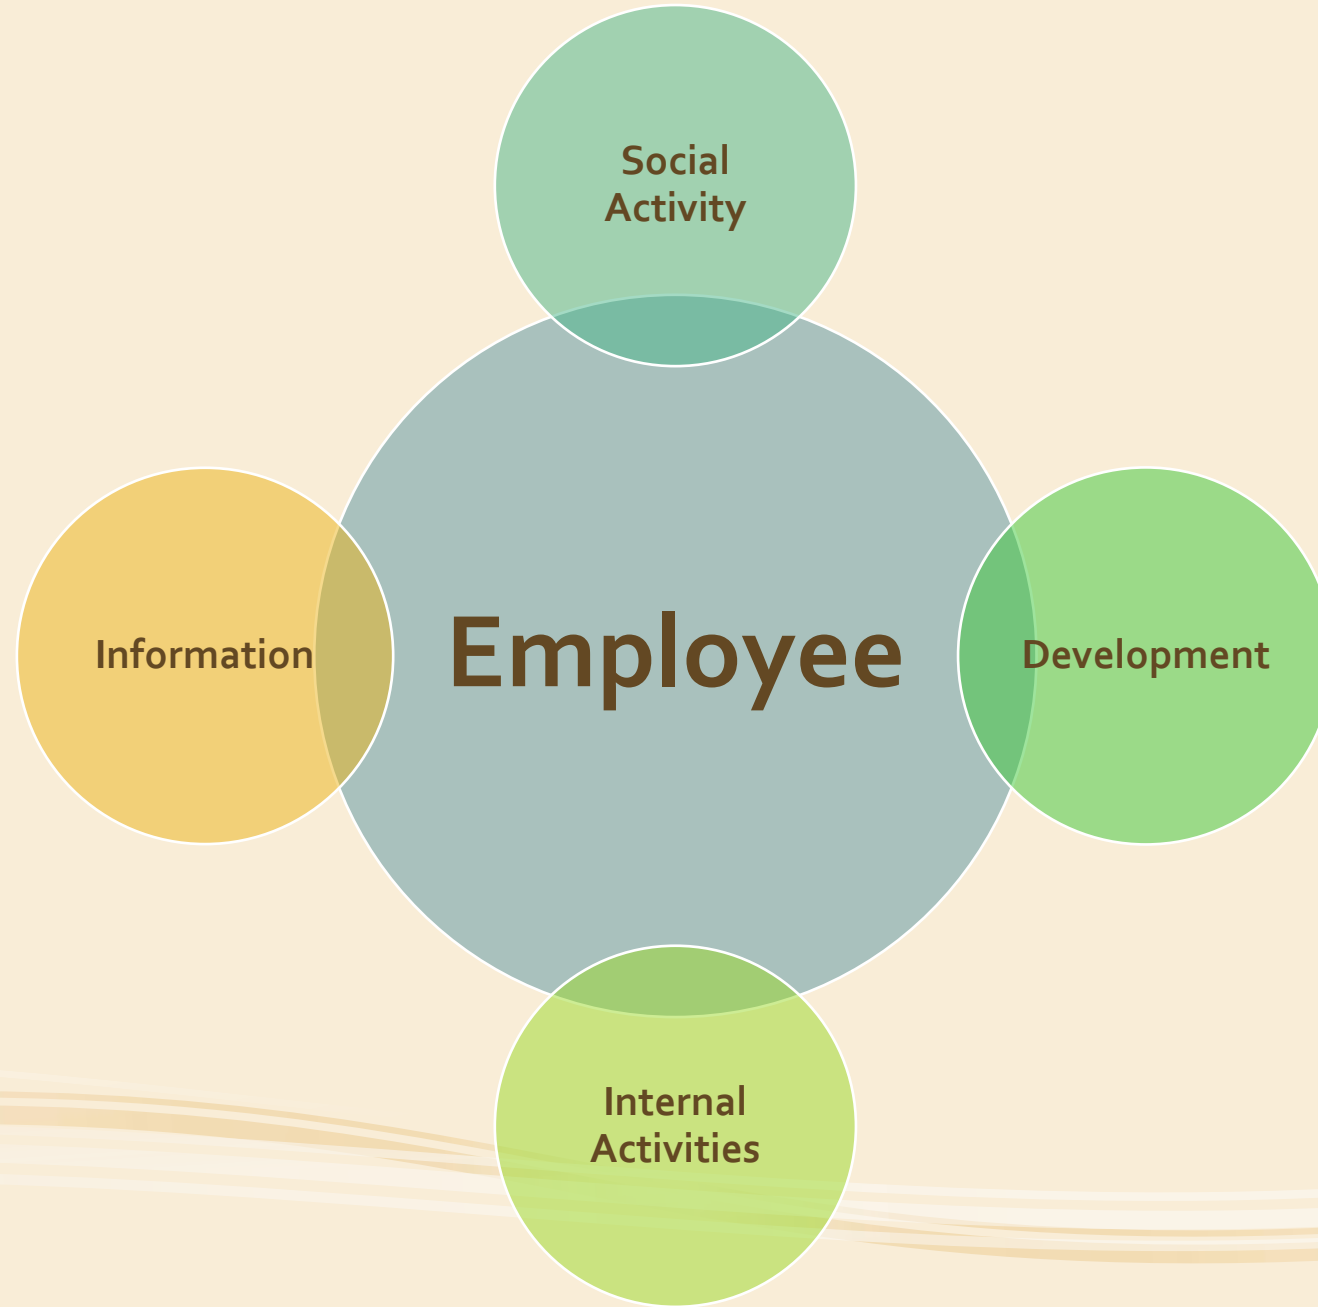 Social
Activity
Information
Employee
Development
Internal
Activities